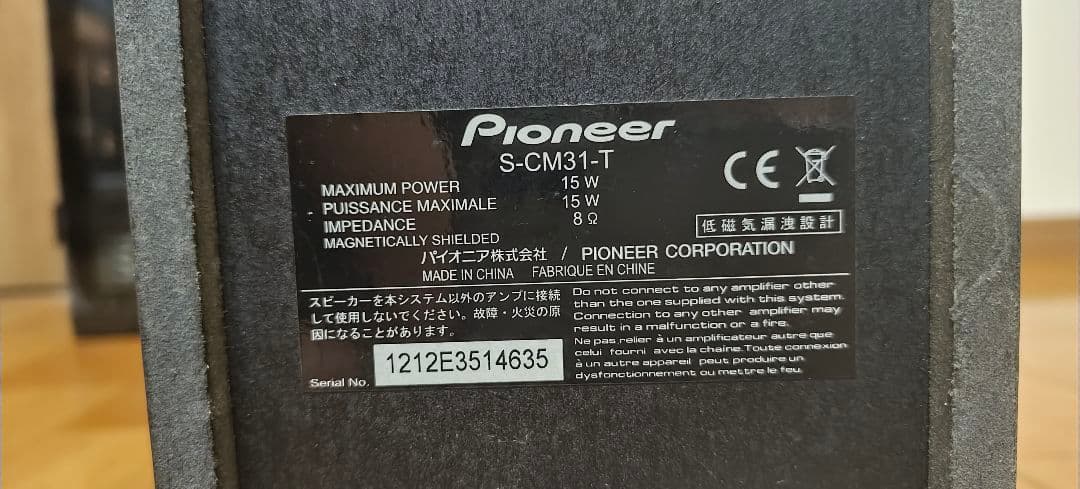 Pioneer
S-CM31-T
MAXIMUM POWER 15 W
PUISSANCE MAXIMALE 15 W
IMPEDANCE 8 Ω
MAGNETICALLY SHIELDED
CE
低磁気漏洩設計
パイオニア株式会社 / PIONEER CORPORATION
MADE IN CHINA FABRIQUE EN CHINE
スピーカーを本システム以外のアンプに接続
して使用しないでください。故障・火災の原
因になることがあります。
Serial No. 1212E3514635
Do not connect to any amplifier other
than the one supplied with this system.
Connection to any other amplifier may
result in a malfunction or a fire.
Ne pas relier à un amplificateur autre que
celui fourni avec la chaine. Toute connexion
à un autre appareil peut produire un
dysfonctionnement ou mettre le feu.